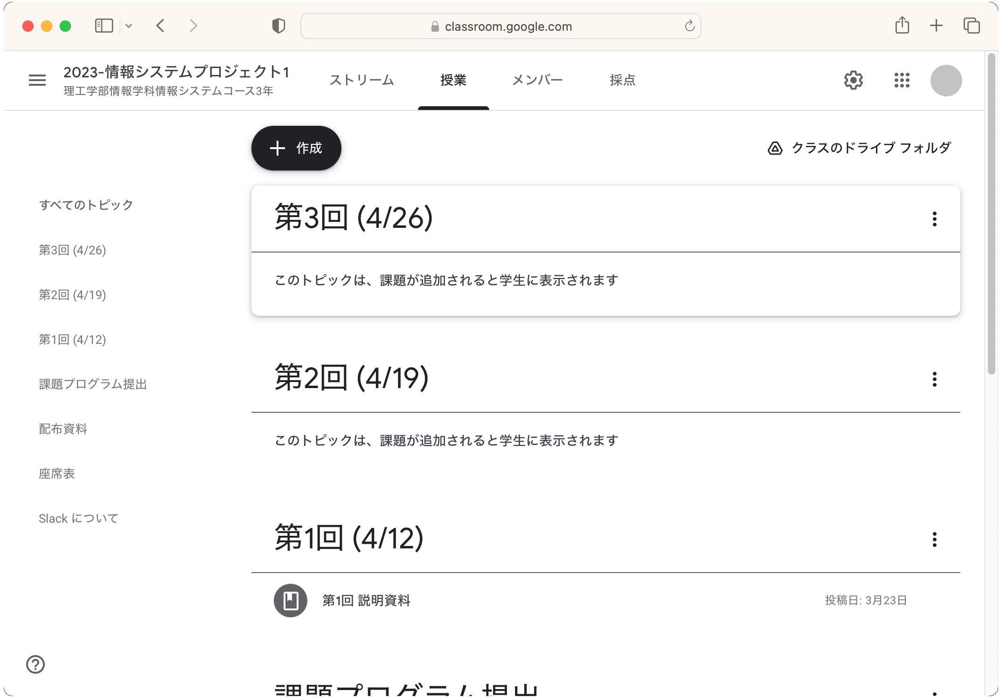 classroom.google.com
2023-情報システムプロジェクト1
理工学部情報学科情報システムコース3年
ストリーム
授業
メンバー
採点
作成
クラスのドライブ フォルダ
すべてのトピック
第3回 (4/26)
第2回 (4/19)
第1回 (4/12)
課題プログラム提出
配布資料
座席表
Slack について
第3回 (4/26)
このトピックは、課題が追加されると学生に表示されます
第2回 (4/19)
このトピックは、課題が追加されると学生に表示されます
第1回 (4/12)
第1回 説明資料
投稿日: 3月23日
課題プログラム提出